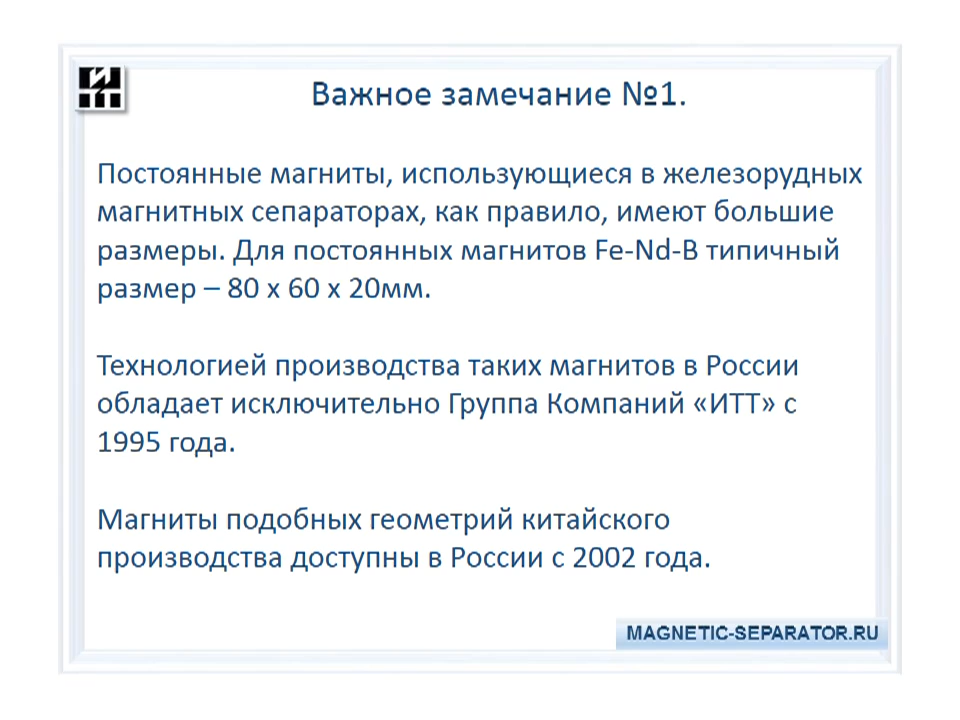 Важное замечание №1.
Постоянные магниты, использующиеся в железорудных
магнитных сепараторах, как правило, имеют большие
размеры. Для постоянных магнитов Fe-Nd-B типичный
размер – 80 х 60 х 20мм.
Технологией производства таких магнитов в России
обладает исключительно Группа Компаний «ИТТ» с
1995 года.
Магниты подобных геометрий китайского
производства доступны в России с 2002 года.
MAGNETIC-SEPARATOR.RU